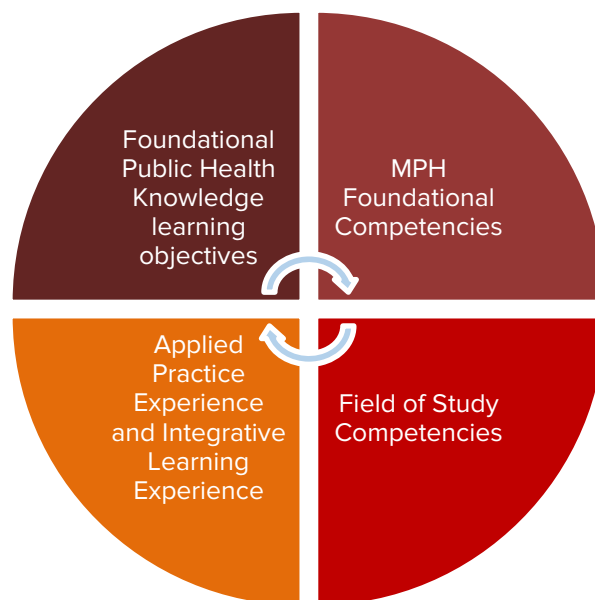 Foundational
Public Health
Knowledge
learning
objectives
MPH
Foundational
Competencies
Applied
Practice
Experience
and Integrative
Learning
Experience
Field of Study
Competencies